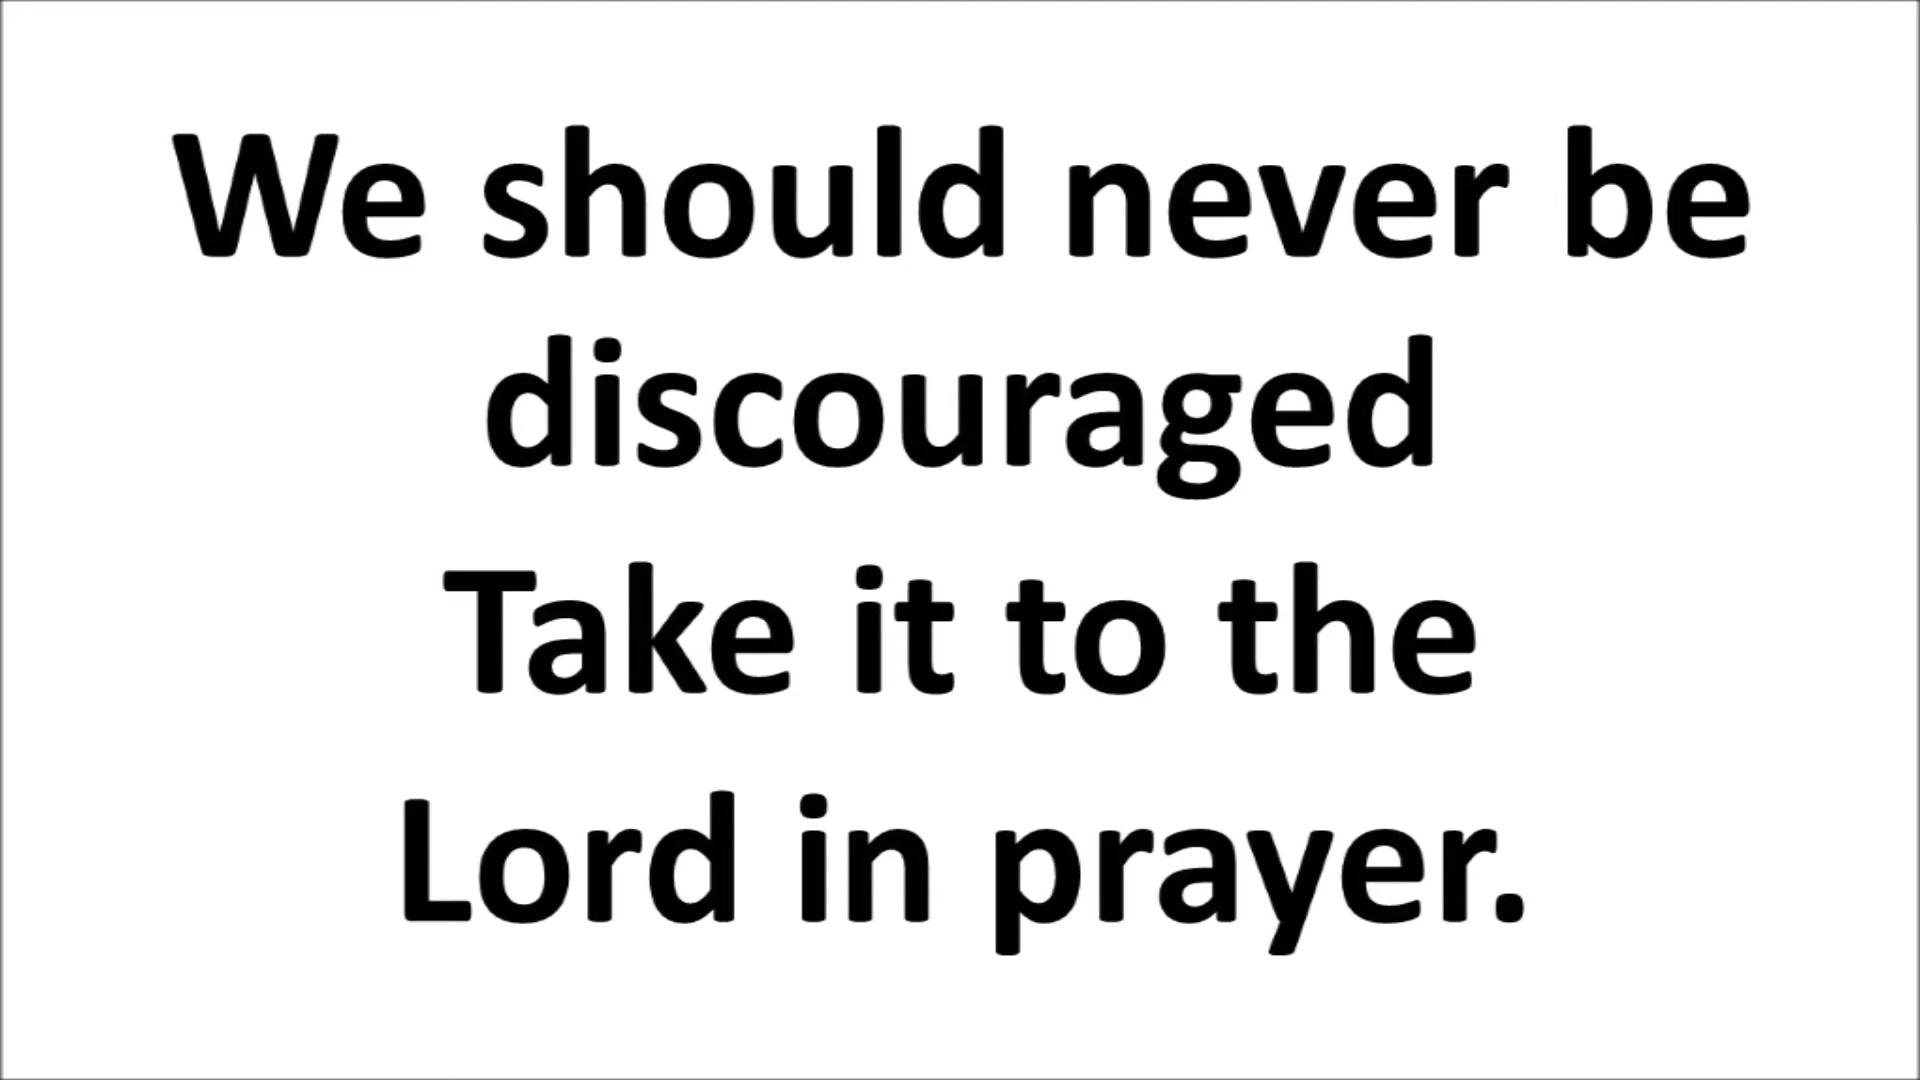 We should never be
discouraged
Take it to the
Lord in prayer.